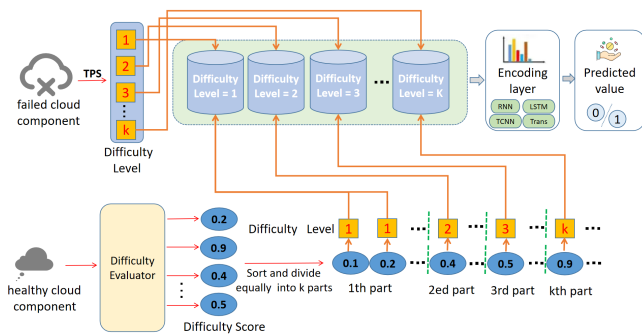 failed cloud
component
TPS
1
2
3
k
Difficulty
Level
Difficulty
Level = 1
Difficulty
Level = 2
Difficulty
Level = 3
...
Difficulty
Level = K
Encoding
layer
RNN
LSTM
TCNN
Trans
Predicted
value
0
/
1
healthy cloud
component
Difficulty
Evaluator
0.2
0.9
0.4
0.5
Difficulty Score
Sort and divide
equally into k parts
Difficulty Level
1
1
...
2
...
3
...
k
...
0.1
0.2
...
0.4
...
0.5
...
0.9
...
1th part
2ed part
3rd part
kth part